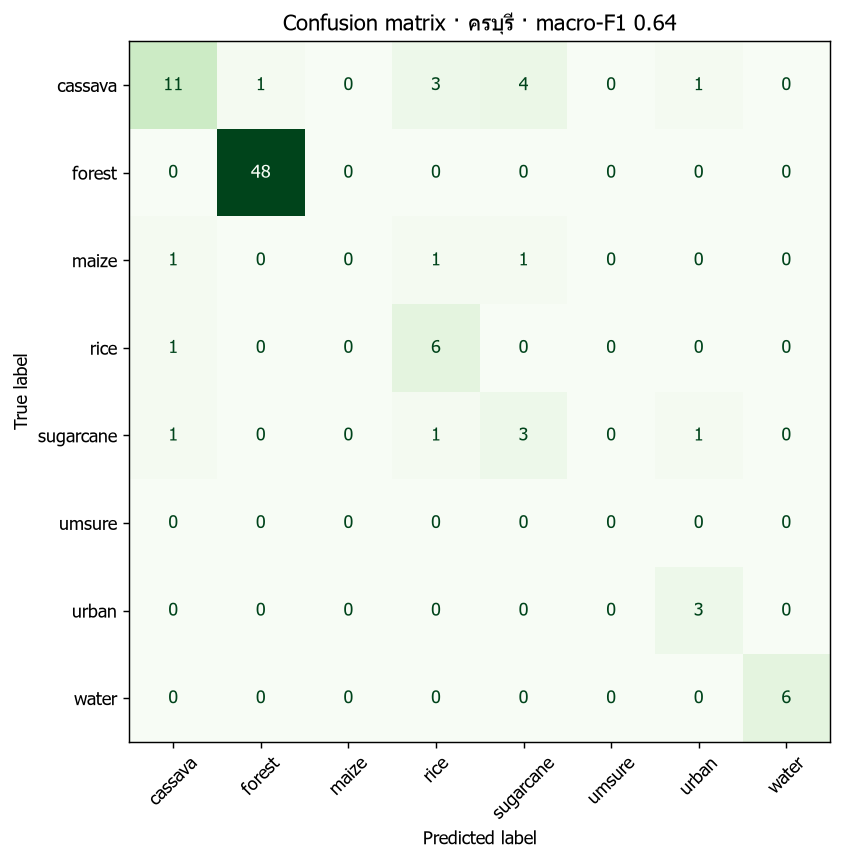 Confusion matrix · ครบุรี · macro-F1 0.64
True label
cassava 11 1 0 3 4 0 1 0
forest 0 48 0 0 0 0 0 0
maize 1 0 0 1 1 0 0 0
rice 1 0 0 6 0 0 0 0
sugarcane 1 0 0 1 3 0 1 0
umsure 0 0 0 0 0 0 0 0
urban 0 0 0 0 0 0 3 0
water 0 0 0 0 0 0 0 6
cassava forest maize rice sugarcane umsure urban water
Predicted label